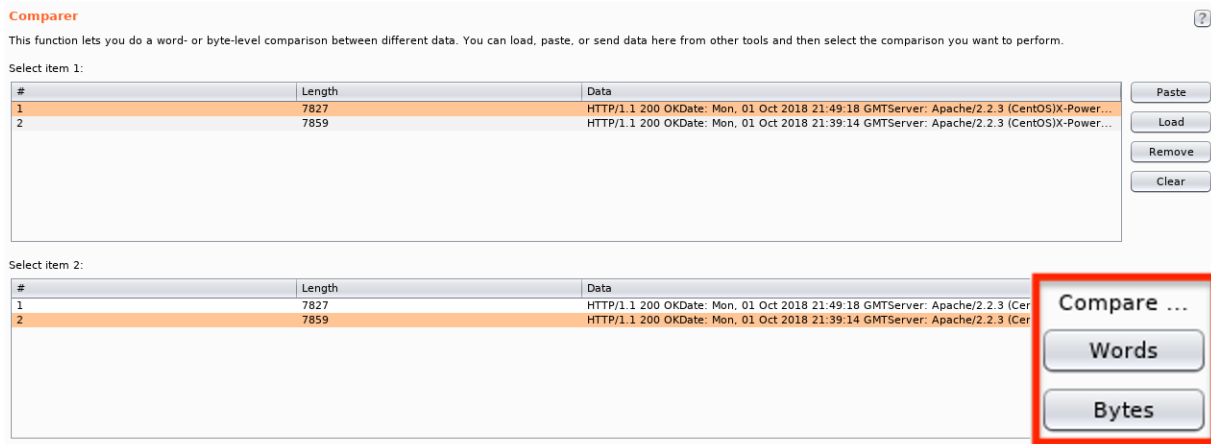 Comparer
?
This function lets you do a word- or byte-level comparison between different data. You can load, paste, or send data here from other tools and then select the comparison you want to perform.
Select item 1:
# Length Data
1 7827 HTTP/1.1 200 OKDate: Mon, 01 Oct 2018 21:49:18 GMTServer: Apache/2.2.3 (CentOS)X-Power...
2 7859 HTTP/1.1 200 OKDate: Mon, 01 Oct 2018 21:39:14 GMTServer: Apache/2.2.3 (CentOS)X-Power...
Paste
Load
Remove
Clear
Select item 2:
# Length Data
1 7827 HTTP/1.1 200 OKDate: Mon, 01 Oct 2018 21:49:18 GMTServer: Apache/2.2.3 (Cer
2 7859 HTTP/1.1 200 OKDate: Mon, 01 Oct 2018 21:39:14 GMTServer: Apache/2.2.3 (Cer
Compare ...
Words
Bytes